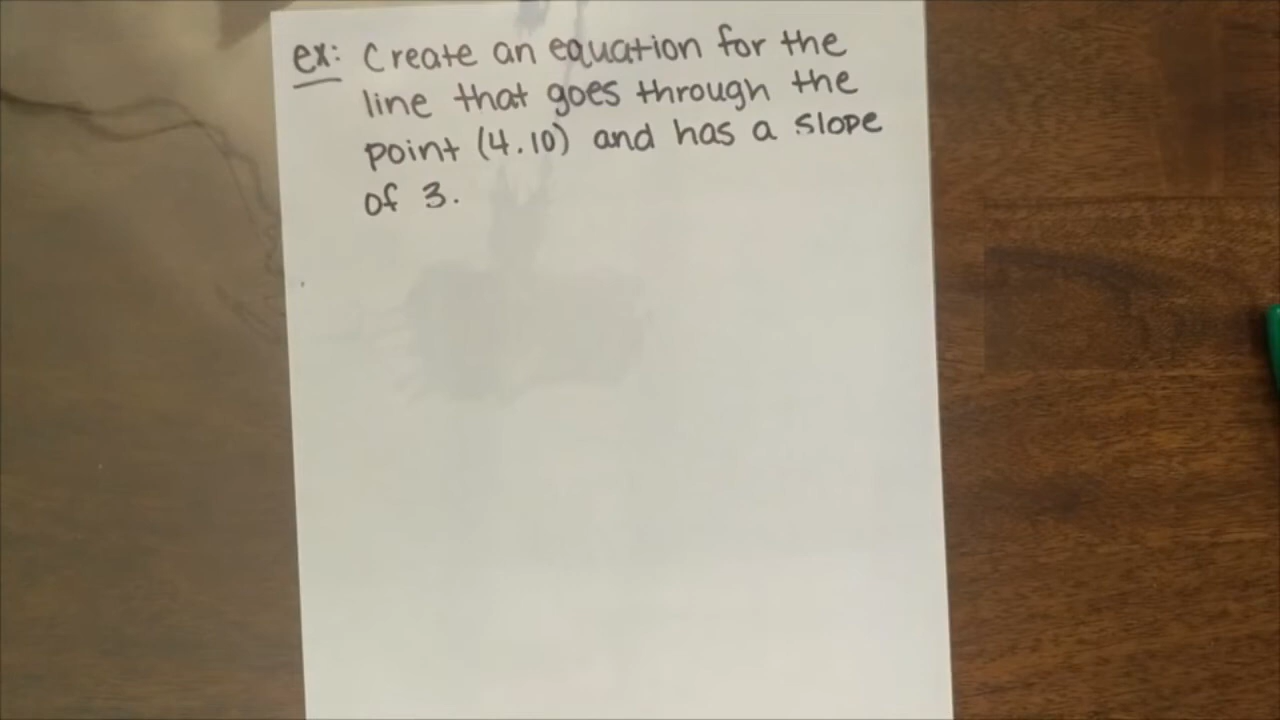 ex: Create an equation for the
line that goes through the
point (4.10) and has a slope
of 3.